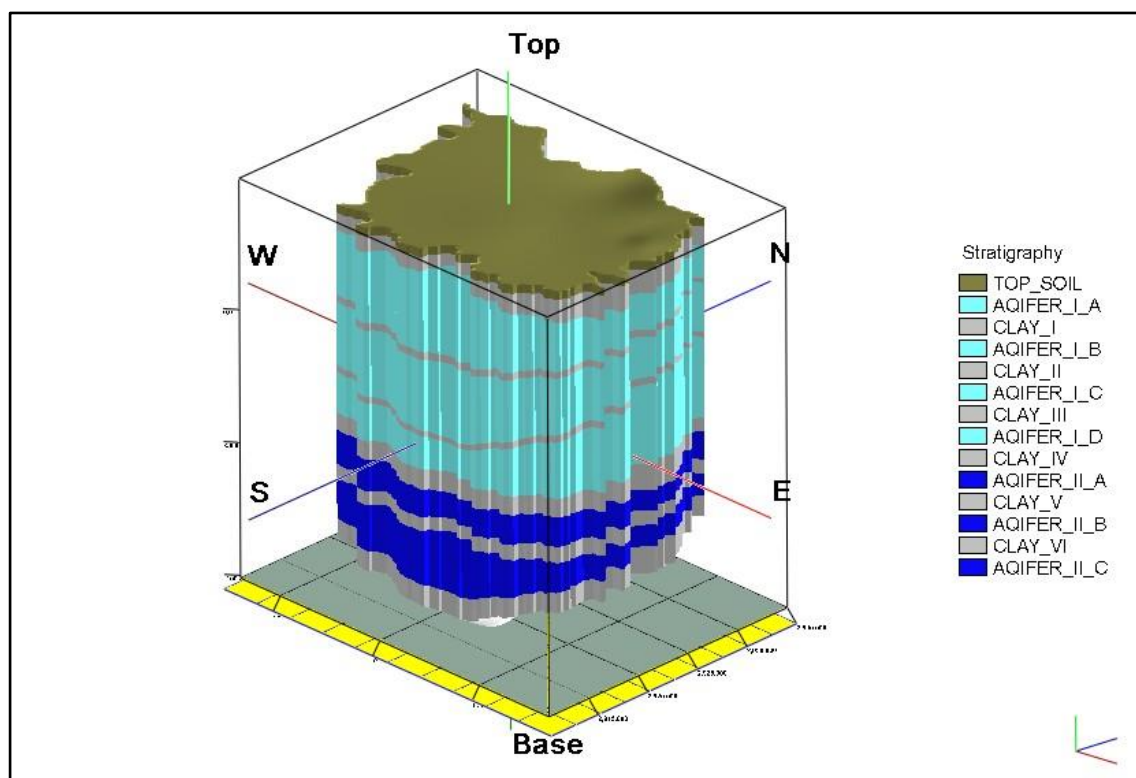 Top
W
N
S
E
Base
Stratigraphy
TOP_SOIL
AQIFER_I_A
CLAY_I
AQIFER_I_B
CLAY_II
AQIFER_I_C
CLAY_III
AQIFER_I_D
CLAY_IV
AQIFER_II_A
CLAY_V
AQIFER_II_B
CLAY_VI
AQIFER_II_C